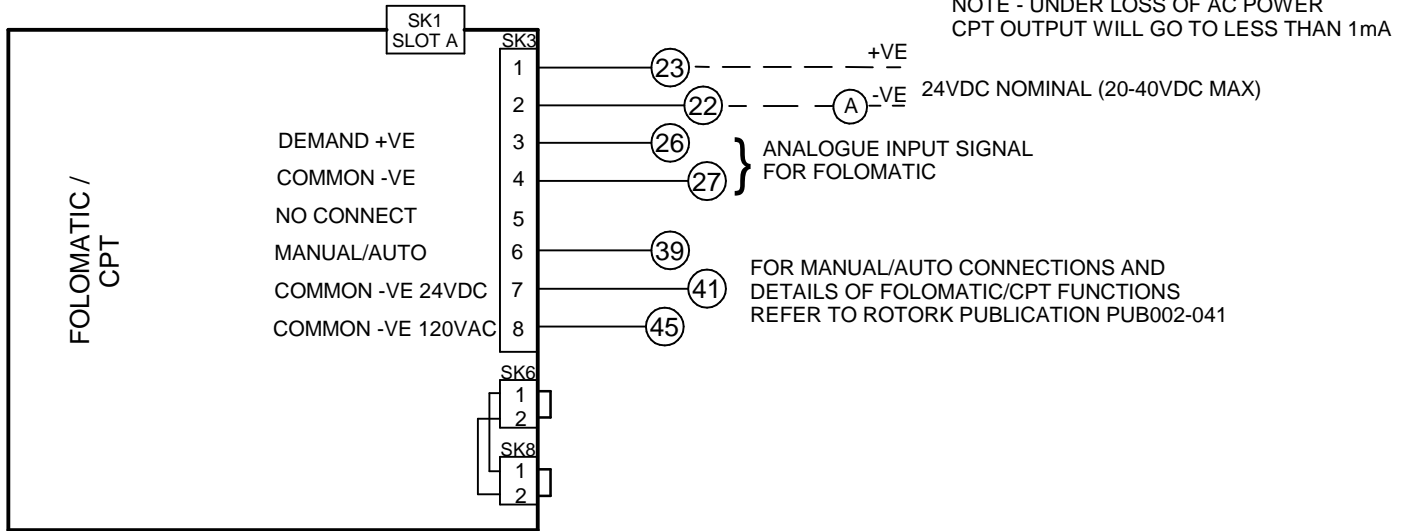 NOTE - UNDER LOSS OF AC POWER
CPT OUTPUT WILL GO TO LESS THAN 1mA
SK1
SLOT A
SK3
1
23
+VE
2
22
A
-VE
24VDC NOMINAL (20-40VDC MAX)
DEMAND +VE
3
26
COMMON -VE
4
27
}
ANALOGUE INPUT SIGNAL
FOR FOLOMATIC
NO CONNECT
5
MANUAL/AUTO
6
39
COMMON -VE 24VDC
7
41
COMMON -VE 120VAC
8
45
FOR MANUAL/AUTO CONNECTIONS AND
DETAILS OF FOLOMATIC/CPT FUNCTIONS
REFER TO ROTORK PUBLICATION PUB002-041
FOLOMATIC /
CPT
SK6
1
2
SK8
1
2